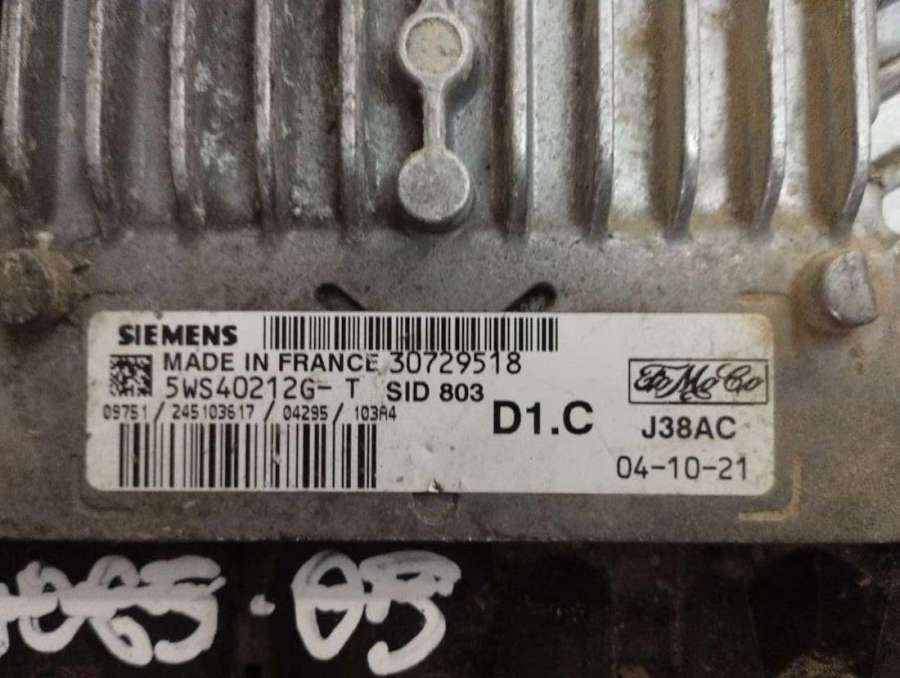 SIEMENS
MADE IN FRANCE 30729518
5WS40212G-T SID 803
09751/245103617/04295/103A4
D1.C
FoMoCo
J38AC
04-10-21